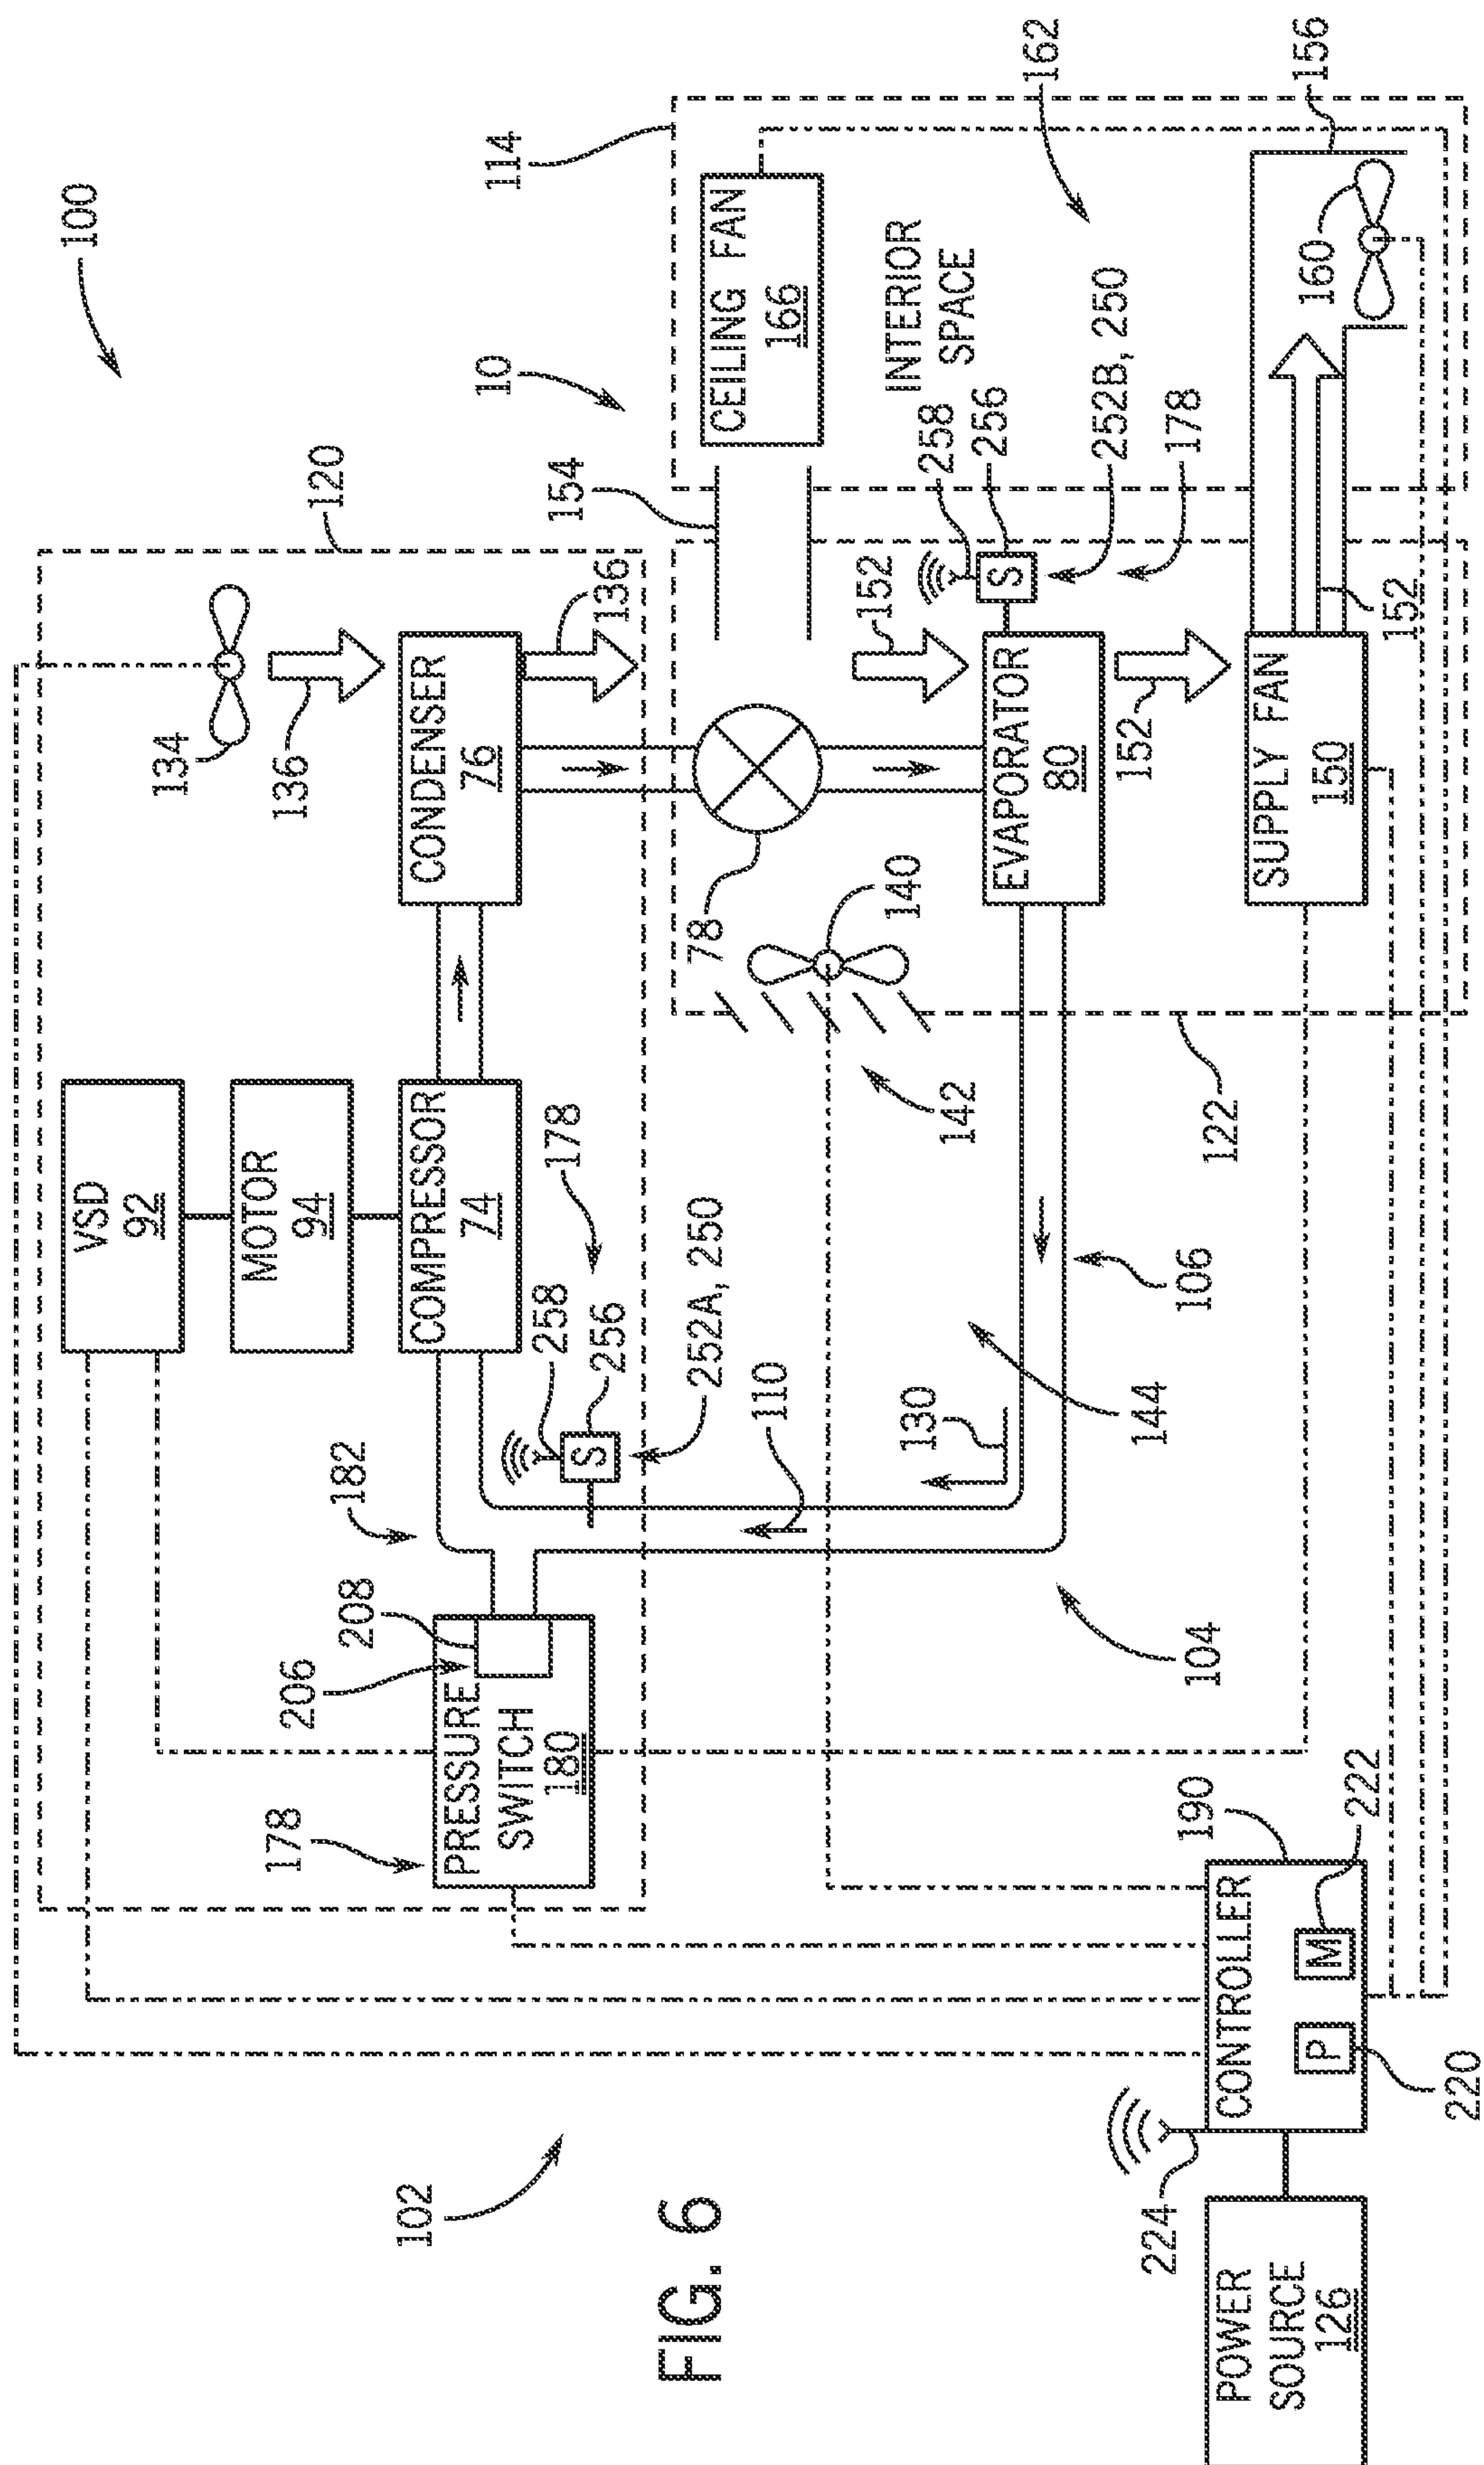 100
10
114
162
156
120
154
CEILING FAN
166
INTERIOR
SPACE
160
134
136
136
152
258
256
252B, 250
178
CONDENSER
76
78
140
EVAPORATOR
80
152
152
SUPPLY FAN
150
VSD
92
MOTOR
94
COMPRESSOR
74
178
142
122
S
258
256
S
252A, 250
110
130
144
106
182
208
206
PRESSURE
SWITCH
180
178
104
190
222
CONTROLLER
M
P
220
224
102
POWER
SOURCE
126
FIG. 6